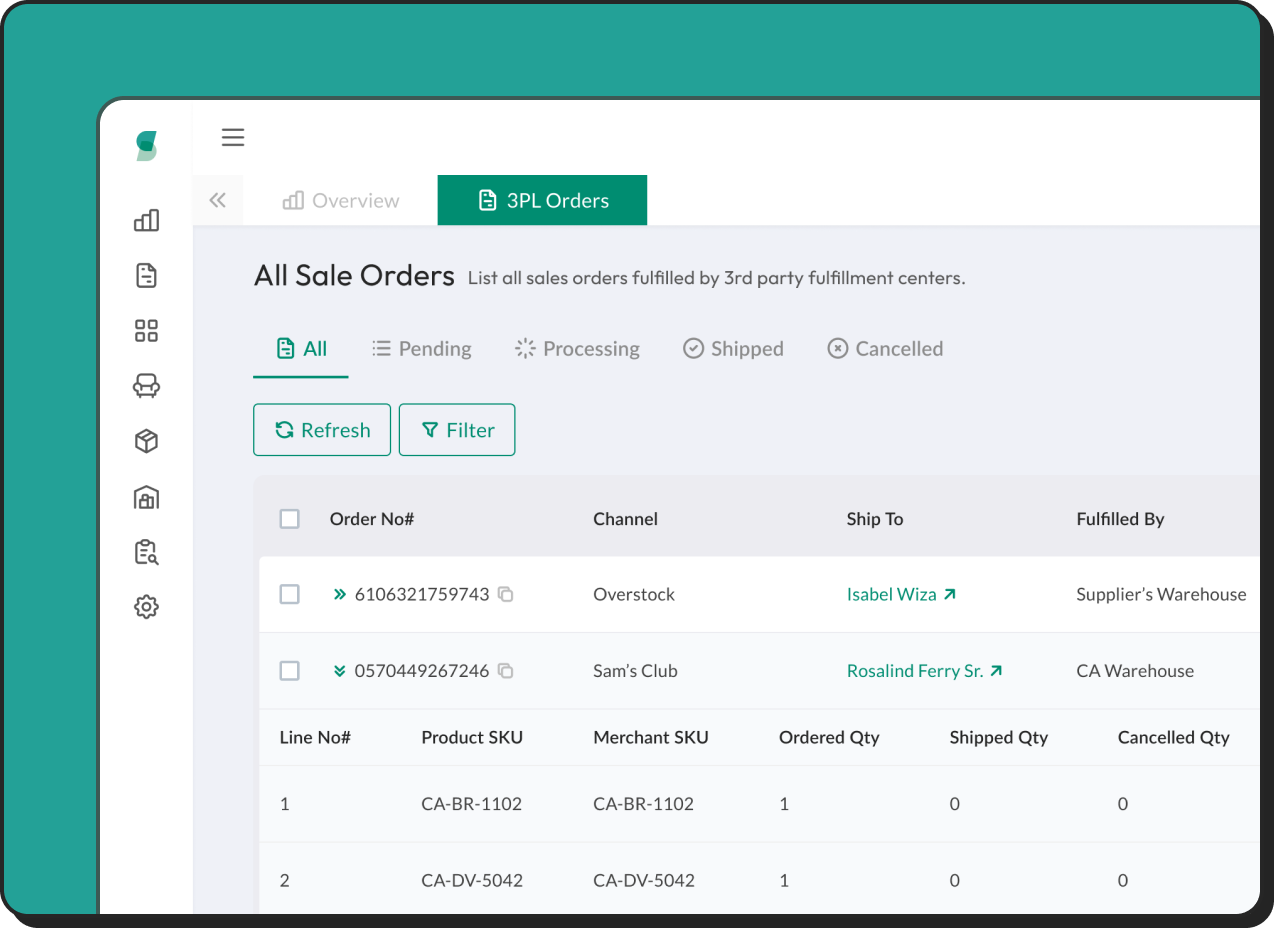 Overview 3PL Orders
All Sale Orders List all sales orders fulfilled by 3rd party fulfillment centers.
All Pending Processing Shipped Cancelled
Refresh Filter
Order No# Channel Ship To Fulfilled By
6106321759743 Overstock Isabel Wiza Supplier’s Warehouse
0570449267246 Sam’s Club Rosalind Ferry Sr. CA Warehouse
Line No# Product SKU Merchant SKU Ordered Qty Shipped Qty Cancelled Qty
1 CA-BR-1102 CA-BR-1102 1 0 0
2 CA-DV-5042 CA-DV-5042 1 0 0